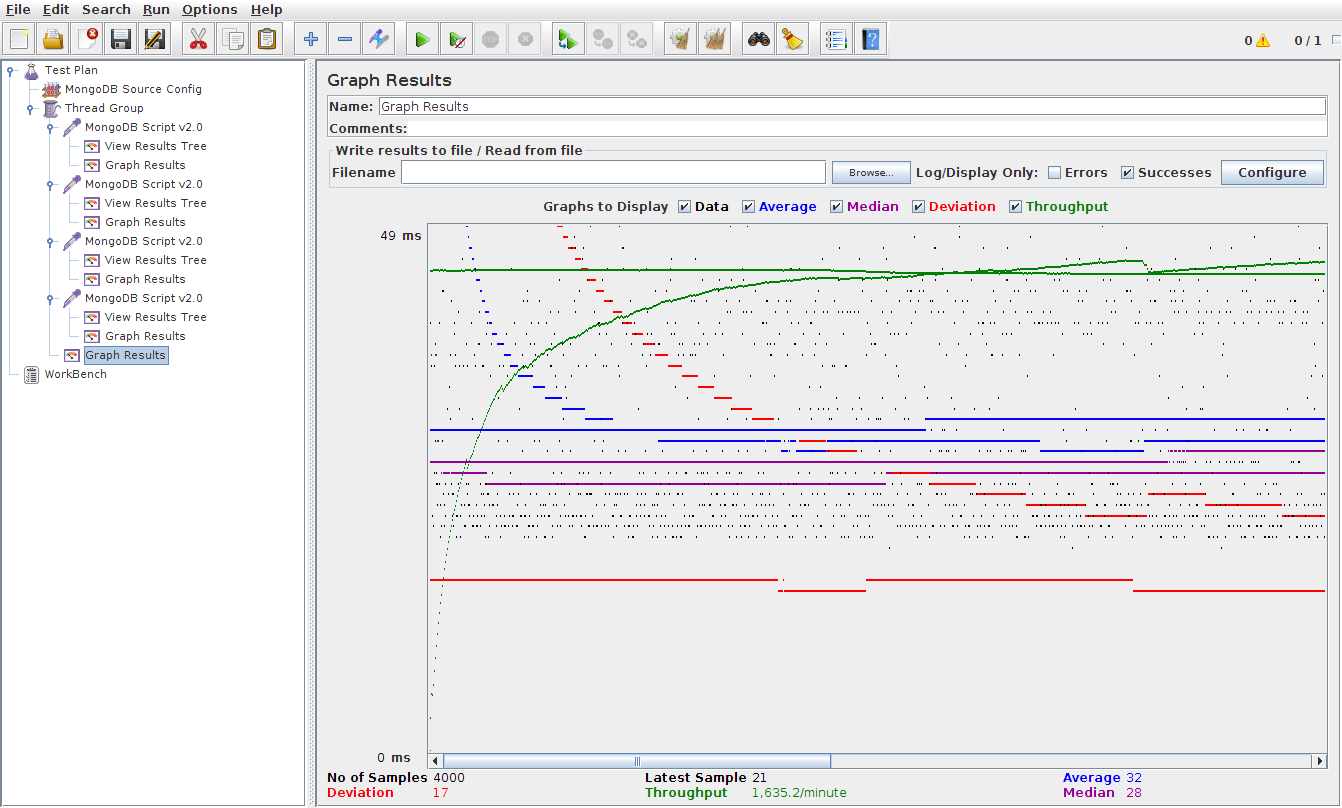 File Edit Search Run Options Help
0 0 / 1
Test Plan
MongoDB Source Config
Thread Group
MongoDB Script v2.0
View Results Tree
Graph Results
MongoDB Script v2.0
View Results Tree
Graph Results
MongoDB Script v2.0
View Results Tree
Graph Results
MongoDB Script v2.0
View Results Tree
Graph Results
Graph Results
WorkBench
Graph Results
Name: Graph Results
Comments:
Write results to file / Read from file
Filename Browse... Log/Display Only: Errors Successes Configure
Graphs to Display Data Average Median Deviation Throughput
49 ms
0 ms
No of Samples 4000 Latest Sample 21 Average 32
Deviation 17 Throughput 1,635.2/minute Median 28